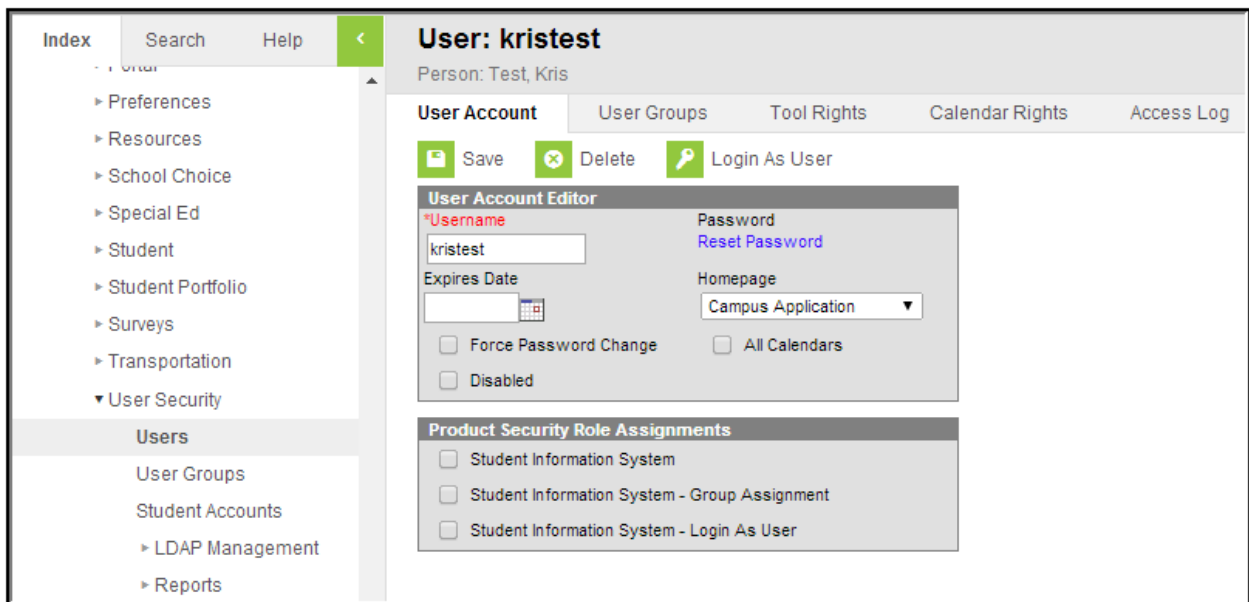 Index Search Help
Portal
Preferences
Resources
School Choice
Special Ed
Student
Student Portfolio
Surveys
Transportation
User Security
Users
User Groups
Student Accounts
LDAP Management
Reports
User: kristest
Person: Test, Kris
User Account User Groups Tool Rights Calendar Rights Access Log
Save Delete Login As User
User Account Editor
*Username Password
Reset Password
kristest
Expires Date Homepage
Campus Application
Force Password Change All Calendars
Disabled
Product Security Role Assignments
Student Information System
Student Information System - Group Assignment
Student Information System - Login As User